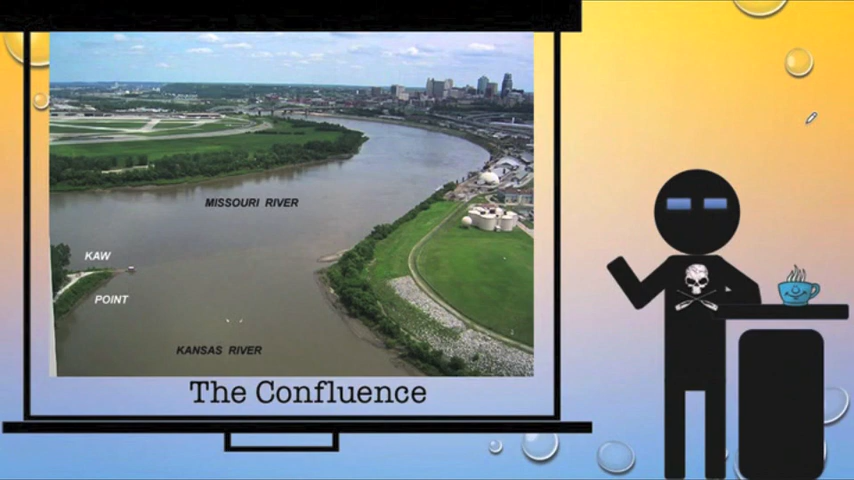 MISSOURI RIVER
KAW
POINT
KANSAS RIVER
The Confluence